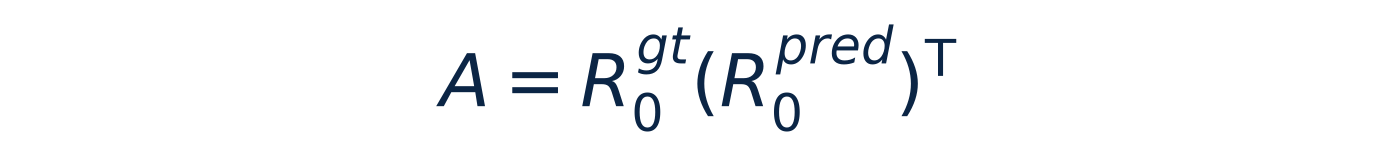 A = R_0^{gt}(R_0^{pred})^T